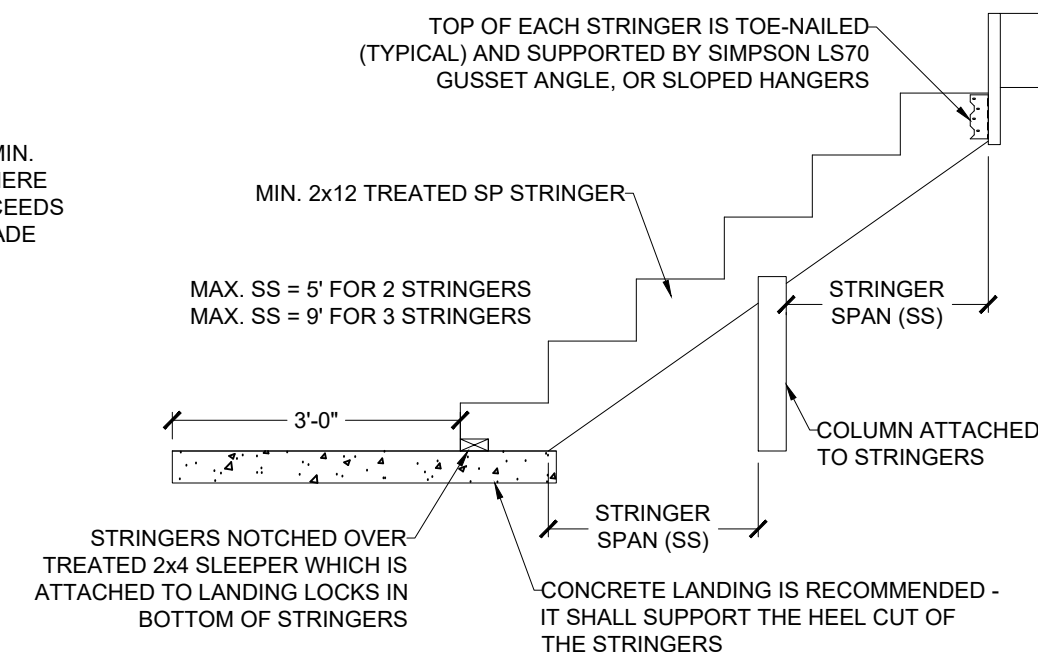 TOP OF EACH STRINGER IS TOE-NAILED
(TYPICAL) AND SUPPORTED BY SIMPSON LS70
GUSSET ANGLE, OR SLOPED HANGERS
MIN. 2x12 TREATED SP STRINGER
MAX. SS = 5' FOR 2 STRINGERS
MAX. SS = 9' FOR 3 STRINGERS
STRINGER
SPAN (SS)
3'-0"
COLUMN ATTACHED
TO STRINGERS
STRINGER
SPAN (SS)
STRINGERS NOTCHED OVER
TREATED 2x4 SLEEPER WHICH IS
ATTACHED TO LANDING LOCKS IN
BOTTOM OF STRINGERS
CONCRETE LANDING IS RECOMMENDED -
IT SHALL SUPPORT THE HEEL CUT OF
THE STRINGERS